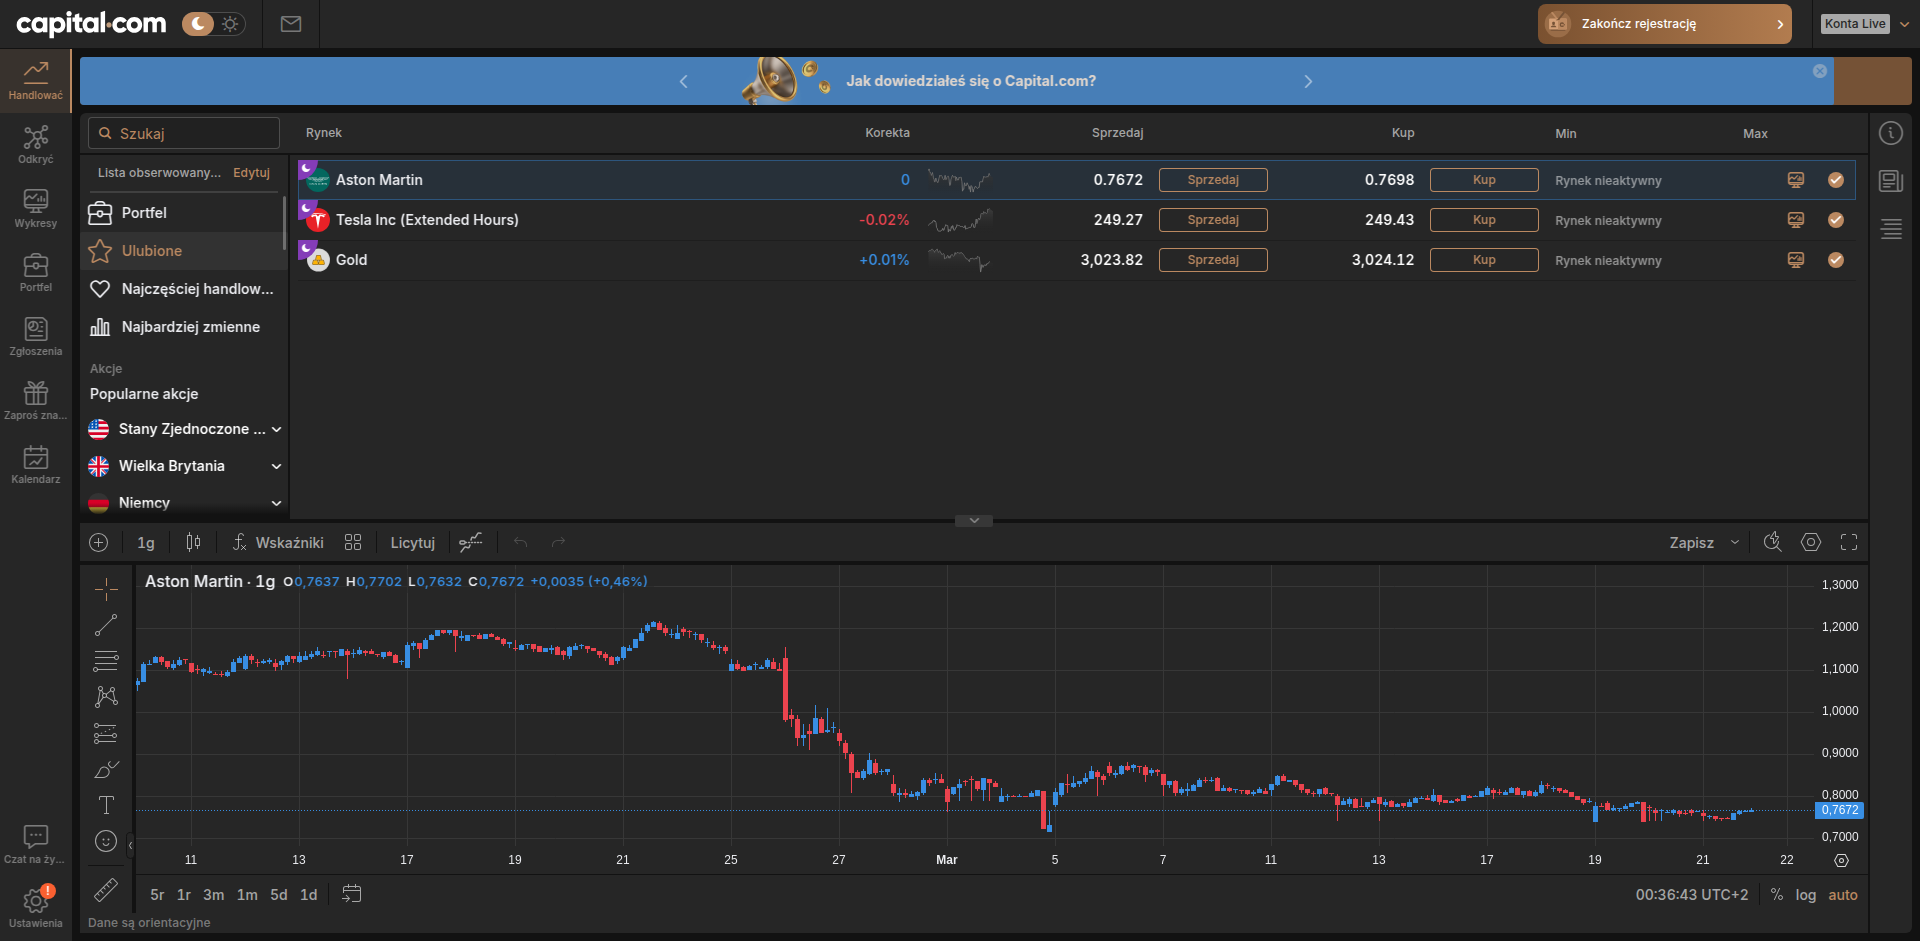 capital.com
Zakończ rejestrację
Konta Live
Handlować
Odkryć
Wykresy
Portfel
Zgłoszenia
Zaproś zna...
Kalendarz
Czat na ży...
!
Ustawienia
Jak dowiedziałeś się o Capital.com?
Szukaj
Lista obserwowany... Edytuj
Portfel
Ulubione
Najczęściej handlow...
Najbardziej zmienne
Akcje
Popularne akcje
Stany Zjednoczone ...
Wielka Brytania
Niemcy
Rynek Korekta Sprzedaj Kup Min Max
Aston Martin 0 0.7672 Sprzedaj 0.7698 Kup Rynek nieaktywny
Tesla Inc (Extended Hours) -0.02% 249.27 Sprzedaj 249.43 Kup Rynek nieaktywny
Gold +0.01% 3,023.82 Sprzedaj 3,024.12 Kup Rynek nieaktywny
1g Wskaźniki Licytuj Zapisz
Aston Martin · 1g O0,7637 H0,7702 L0,7632 C0,7672 +0,0035 (+0,46%)
1,3000
1,2000
1,1000
1,0000
0,9000
0,8000
0,7672
0,7000
11 13 17 19 21 25 27 Mar 5 7 11 13 17 19 21 22
5r 1r 3m 1m 5d 1d 00:36:43 UTC+2 % log auto
Dane są orientacyjne